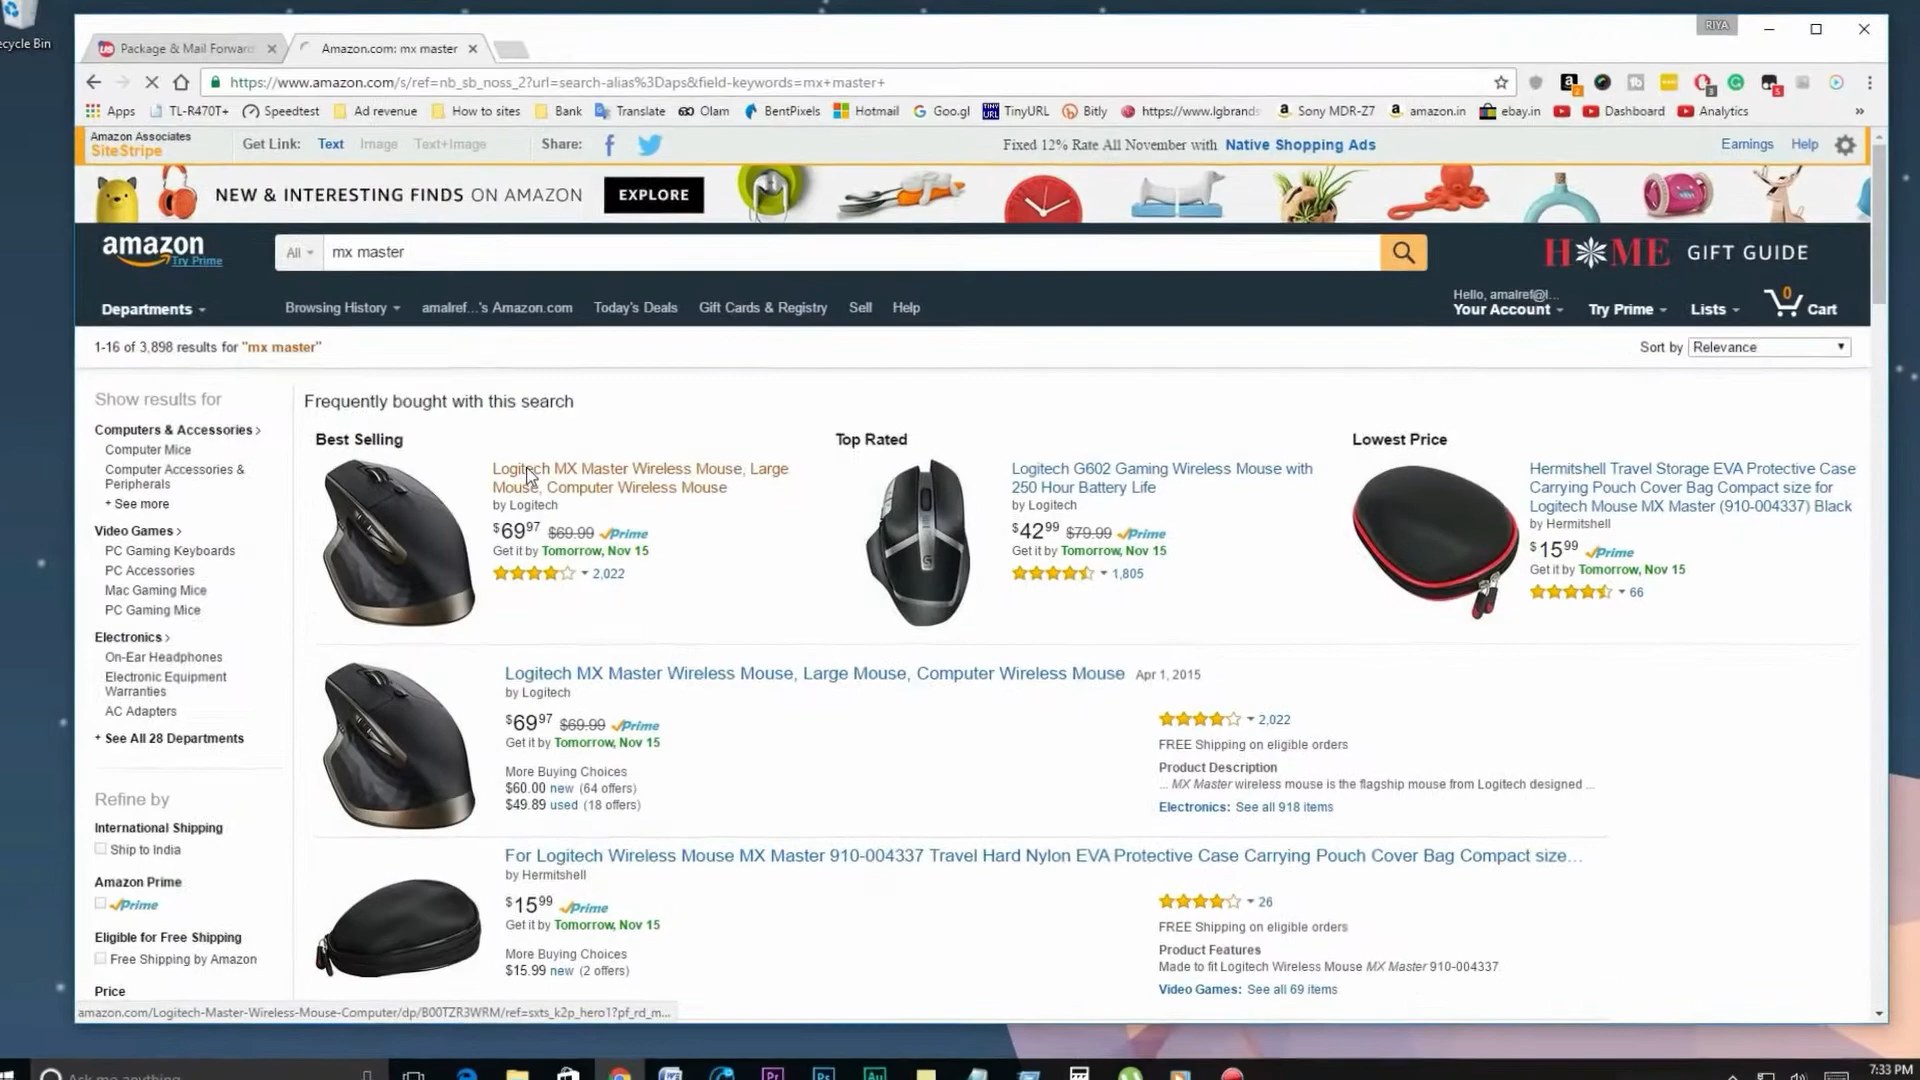 ecycle Bin
RIYA
Package & Mail Forward
Amazon.com: mx master
https://www.amazon.com/s/ref=nb_sb_noss_2?url=search-alias%3Daps&field-keywords=mx+master+
Apps TL-R470T+ Speedtest Ad revenue How to sites Bank Translate Olam BentPixels Hotmail Goo.gl TinyURL Bitly https://www.lgbrands Sony MDR-Z7 amazon.in ebay.in Dashboard Analytics »
Amazon Associates
SiteStripe
Get Link: Text Image Text+Image Share: Fixed 12% Rate All November with Native Shopping Ads Earnings Help
NEW & INTERESTING FINDS ON AMAZON EXPLORE
amazon
Try Prime
All mx master
HOME GIFT GUIDE
Departments Browsing History amalref...'s Amazon.com Today's Deals Gift Cards & Registry Sell Help
Hello, amalref@l...
Your Account Try Prime Lists 0 Cart
1-16 of 3,898 results for "mx master"
Sort by Relevance
Show results for
Computers & Accessories >
Computer Mice
Computer Accessories &
Peripherals
+ See more
Video Games >
PC Gaming Keyboards
PC Accessories
Mac Gaming Mice
PC Gaming Mice
Electronics >
On-Ear Headphones
Electronic Equipment
Warranties
AC Adapters
+ See All 28 Departments
Refine by
International Shipping
Ship to India
Amazon Prime
Prime
Eligible for Free Shipping
Free Shipping by Amazon
Price
Frequently bought with this search
Best Selling
Logitech MX Master Wireless Mouse, Large
Mouse, Computer Wireless Mouse
by Logitech
$69.97 $69.99 Prime
Get it by Tomorrow, Nov 15
2,022
Top Rated
Logitech G602 Gaming Wireless Mouse with
250 Hour Battery Life
by Logitech
$42.99 $79.99 Prime
Get it by Tomorrow, Nov 15
1,805
Lowest Price
Hermitshell Travel Storage EVA Protective Case
Carrying Pouch Cover Bag Compact size for
Logitech Mouse MX Master (910-004337) Black
by Hermitshell
$15.99 Prime
Get it by Tomorrow, Nov 15
66
Logitech MX Master Wireless Mouse, Large Mouse, Computer Wireless Mouse Apr 1, 2015
by Logitech
$69.97 $69.99 Prime
Get it by Tomorrow, Nov 15
More Buying Choices
$60.00 new (64 offers)
$49.89 used (18 offers)
2,022
FREE Shipping on eligible orders
Product Description
... MX Master wireless mouse is the flagship mouse from Logitech designed ...
Electronics: See all 918 items
For Logitech Wireless Mouse MX Master 910-004337 Travel Hard Nylon EVA Protective Case Carrying Pouch Cover Bag Compact size...
by Hermitshell
$15.99 Prime
Get it by Tomorrow, Nov 15
More Buying Choices
$15.99 new (2 offers)
26
FREE Shipping on eligible orders
Product Features
Made to fit Logitech Wireless Mouse MX Master 910-004337
Video Games: See all 69 items
amazon.com/Logitech-Master-Wireless-Mouse-Computer/dp/B00TZR3WRM/ref=sxts_k2p_hero1?pf_rd_m...
Ask me anything
7:33 PM